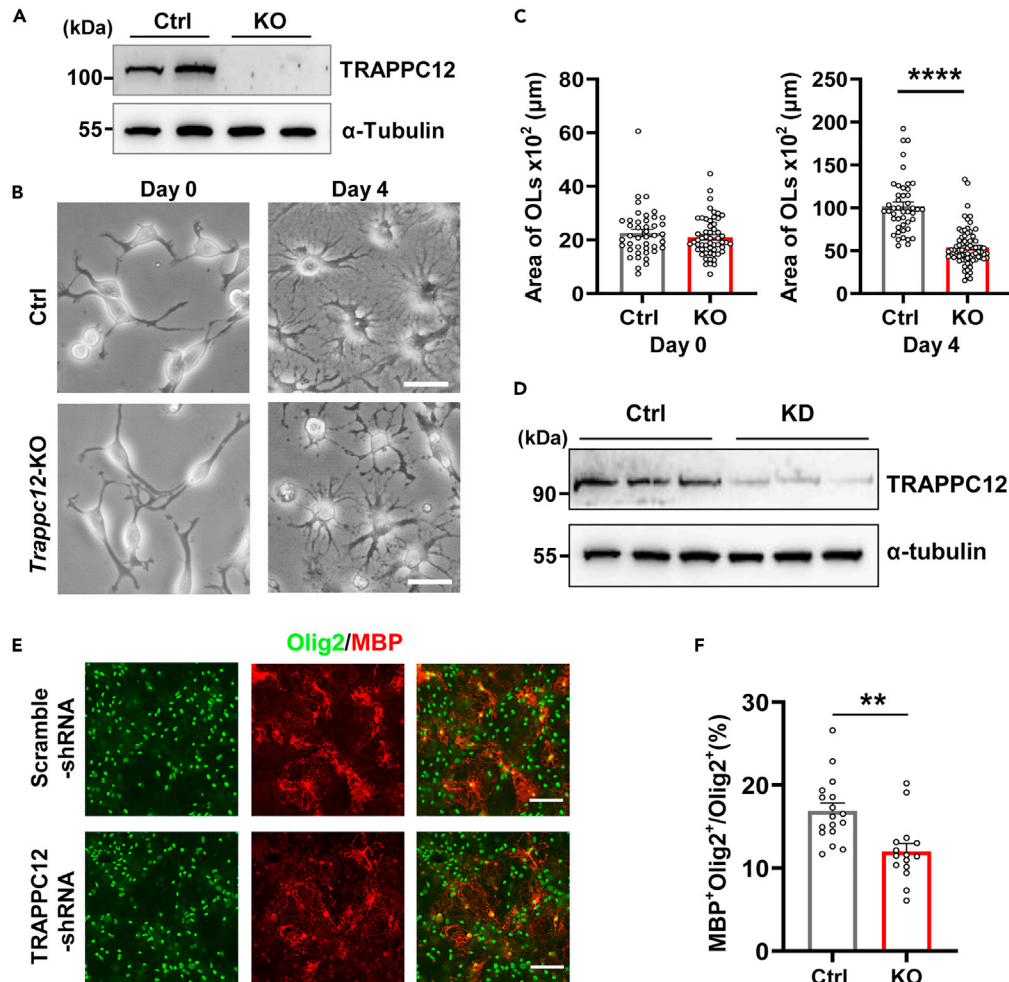 A
(kDa)
Ctrl KO
100
TRAPPC12
55
α-Tubulin
B
Day 0 Day 4
Ctrl
Trappc12-KO
C
Area of OLs x10² (µm)
80
60
40
20
0
Ctrl KO
Day 0
Area of OLs x10² (µm)
250
200
150
100
50
0
****
Ctrl KO
Day 4
D
Ctrl KD
(kDa)
90
TRAPPC12
55
α-tubulin
E
Olig2/MBP
Scramble
-shRNA
TRAPPC12
-shRNA
F
MBP⁺Olig2⁺/Olig2⁺(%)
30
20
10
0
**
Ctrl KO